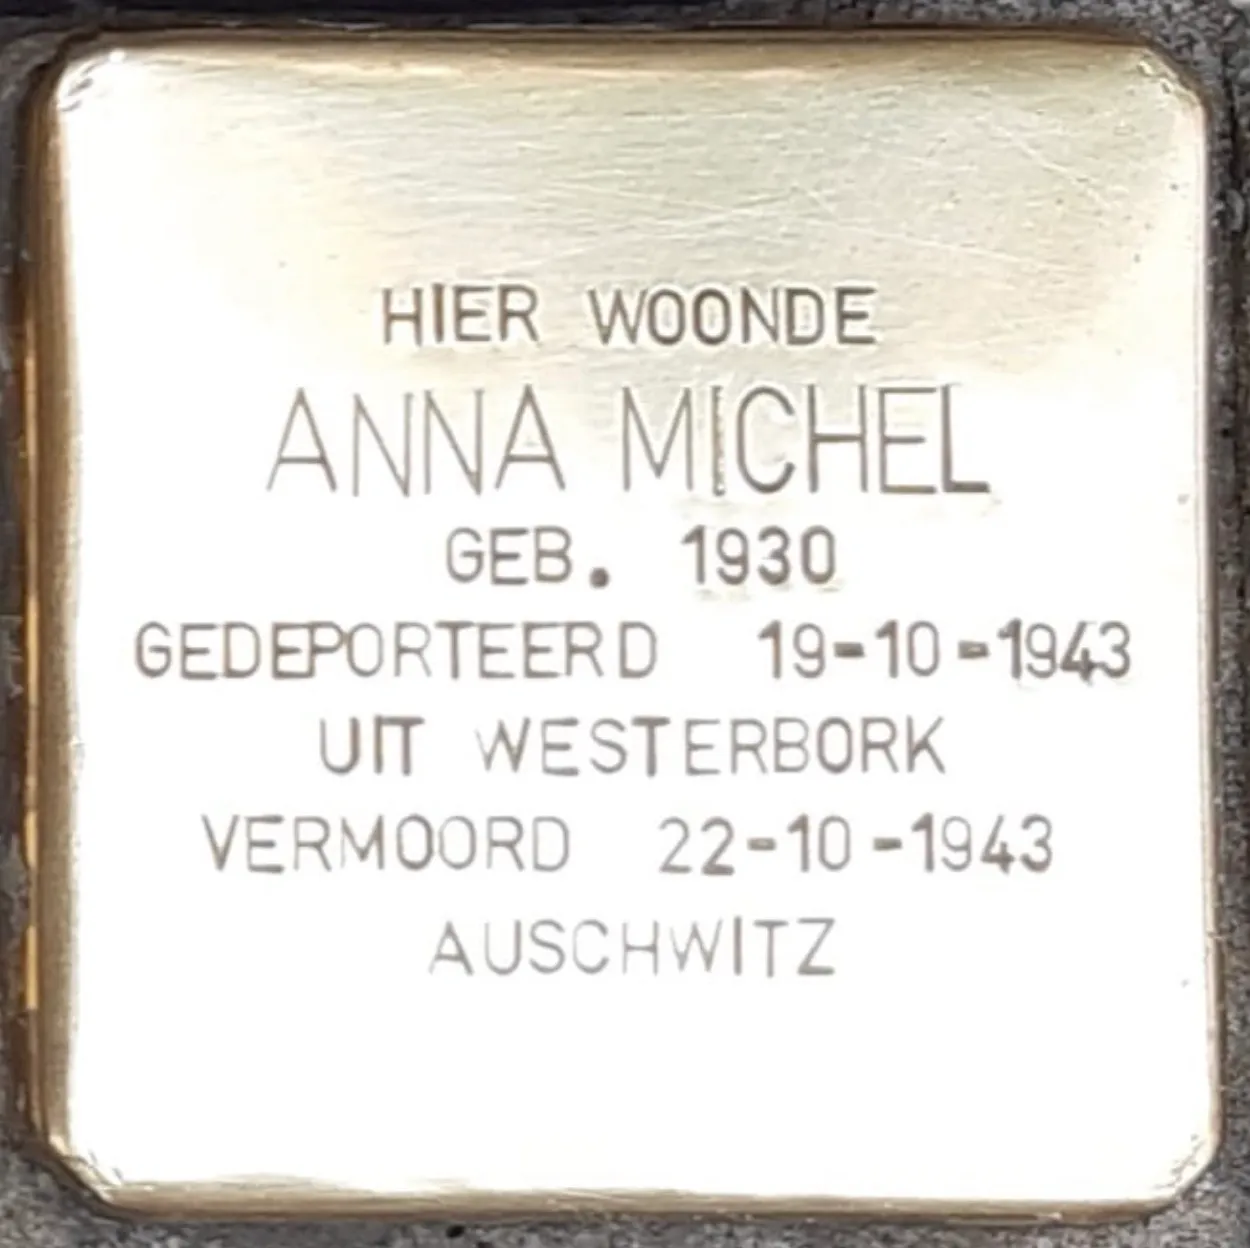 HIER WOONDE
ANNA MICHEL
GEB. 1930
GEDEPORTEERD 19-10-1943
UIT WESTERBORK
VERMOORD 22-10-1943
AUSCHWITZ